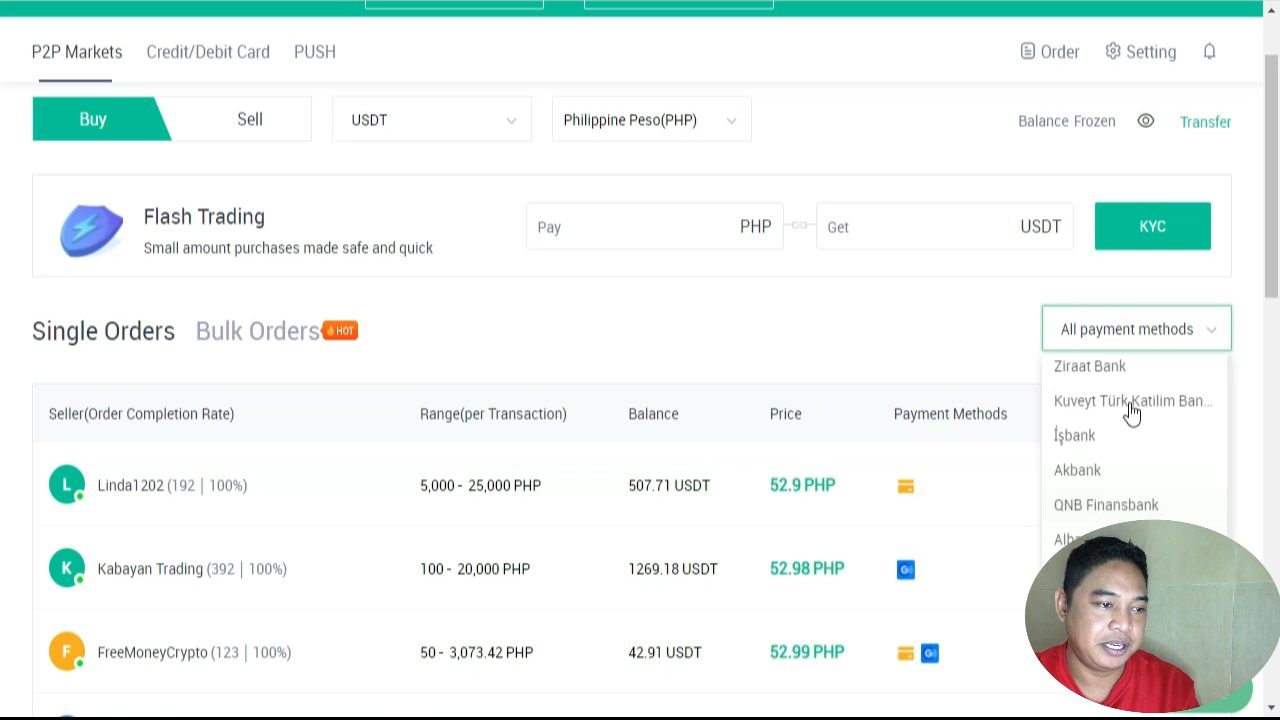 P2P Markets Credit/Debit Card PUSH Order Setting
Buy Sell USDT Philippine Peso(PHP) Balance Frozen Transfer
Flash Trading
Small amount purchases made safe and quick
Pay PHP Get USDT KYC
Single Orders Bulk Orders HOT All payment methods
Ziraat Bank
Kuveyt Türk Katilim Ban...
İşbank
Akbank
QNB Finansbank
Seller(Order Completion Rate) Range(per Transaction) Balance Price Payment Methods
L Linda1202 (192 | 100%) 5,000 - 25,000 PHP 507.71 USDT 52.9 PHP
K Kabayan Trading (392 | 100%) 100 - 20,000 PHP 1269.18 USDT 52.98 PHP
F FreeMoneyCrypto (123 | 100%) 50 - 3,073.42 PHP 42.91 USDT 52.99 PHP